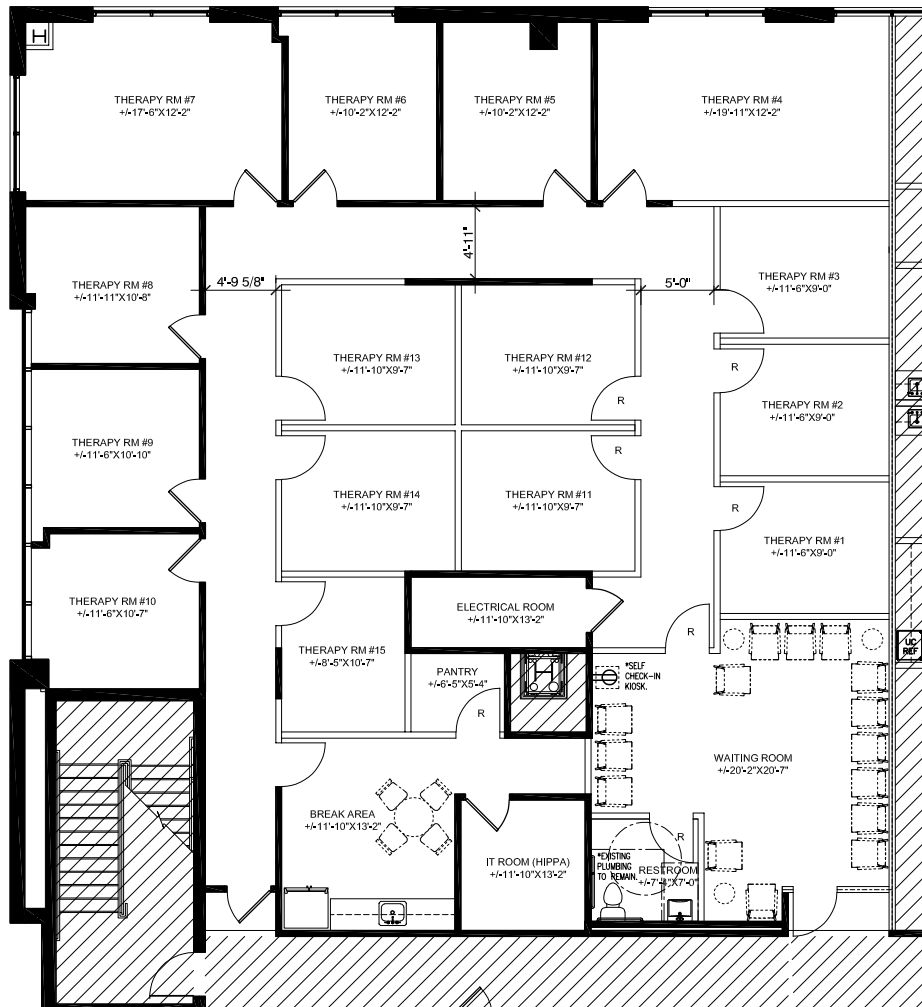 H
THERAPY RM #7
+/-17'-6"X12'-2"
THERAPY RM #6
+/-10'-2"X12'-2"
THERAPY RM #5
+/-10'-2"X12'-2"
THERAPY RM #4
+/-19'-11"X12'-2"
4'-11"
THERAPY RM #8
+/-11'-11"X10'-8"
4'-9 5/8"
5'-0"
THERAPY RM #3
+/-11'-6"X9'-0"
THERAPY RM #13
+/-11'-10"X9'-7"
THERAPY RM #12
+/-11'-10"X9'-7"
R
R
THERAPY RM #2
+/-11'-6"X9'-0"
THERAPY RM #9
+/-11'-6"X10'-10"
R
THERAPY RM #14
+/-11'-10"X9'-7"
THERAPY RM #11
+/-11'-10"X9'-7"
R
THERAPY RM #1
+/-11'-6"X9'-0"
THERAPY RM #10
+/-11'-6"X10'-7"
ELECTRICAL ROOM
+/-11'-10"X13'-2"
R
THERAPY RM #15
+/-8'-5"X10'-7"
PANTRY
+/-6'-5"X5'-4"
R
H
*SELF
CHECK-IN
KIOSK.
UC
REF
WAITING ROOM
+/-20'-2"X20'-7"
BREAK AREA
+/-11'-10"X13'-2"
IT ROOM (HIPPA)
+/-11'-10"X13'-2"
R
*EXISTING
PLUMBING
TO REMAIN.
RESTROOM
+/-7'-4"X7'-0"